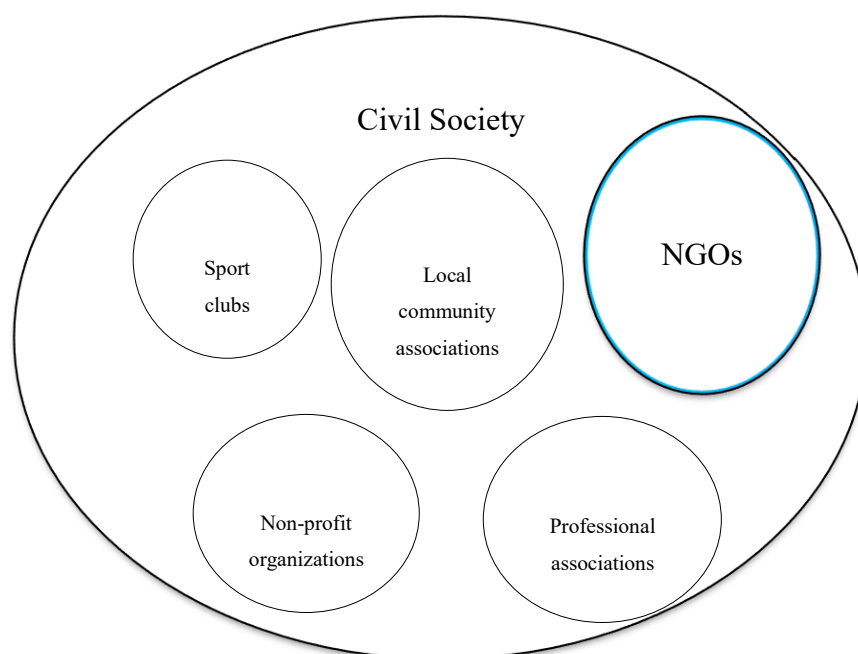 Civil Society
NGOs
Sport
clubs
Local
community
associations
Non-profit
organizations
Professional
associations